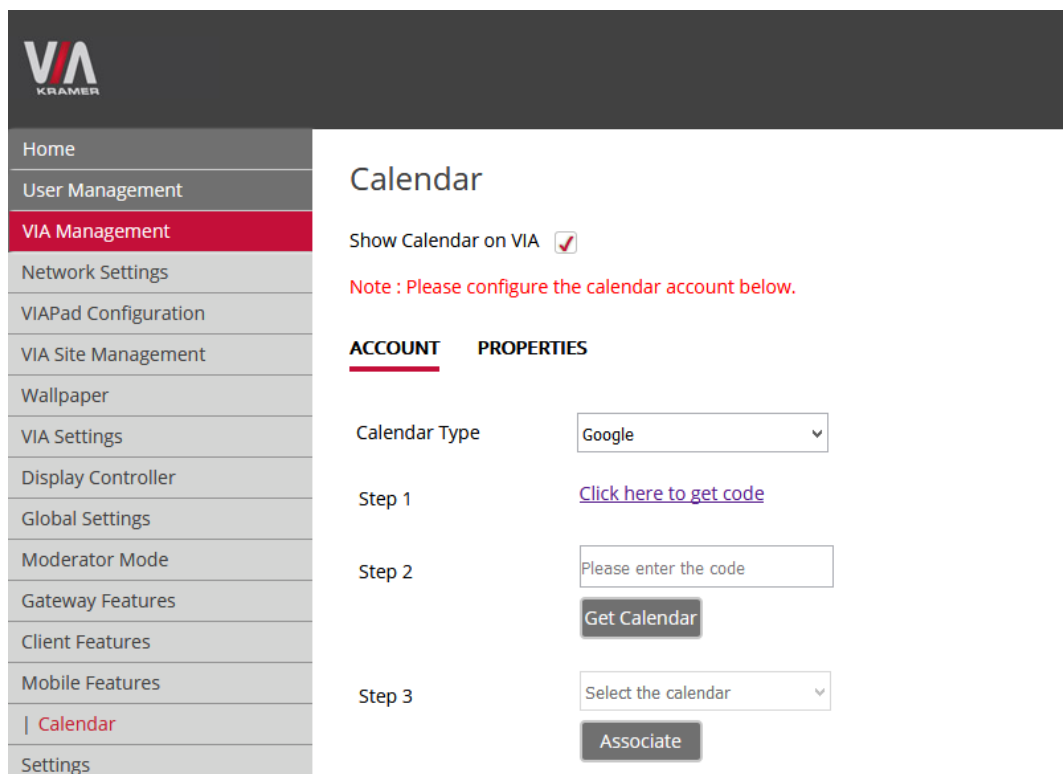 VIA
KRAMER
Home
User Management
VIA Management
Network Settings
VIAPad Configuration
VIA Site Management
Wallpaper
VIA Settings
Display Controller
Global Settings
Moderator Mode
Gateway Features
Client Features
Mobile Features
| Calendar
Settings
Calendar
Show Calendar on VIA
Note : Please configure the calendar account below.
ACCOUNT PROPERTIES
Calendar Type Google
Step 1 Click here to get code
Step 2 Please enter the code
Get Calendar
Step 3 Select the calendar
Associate